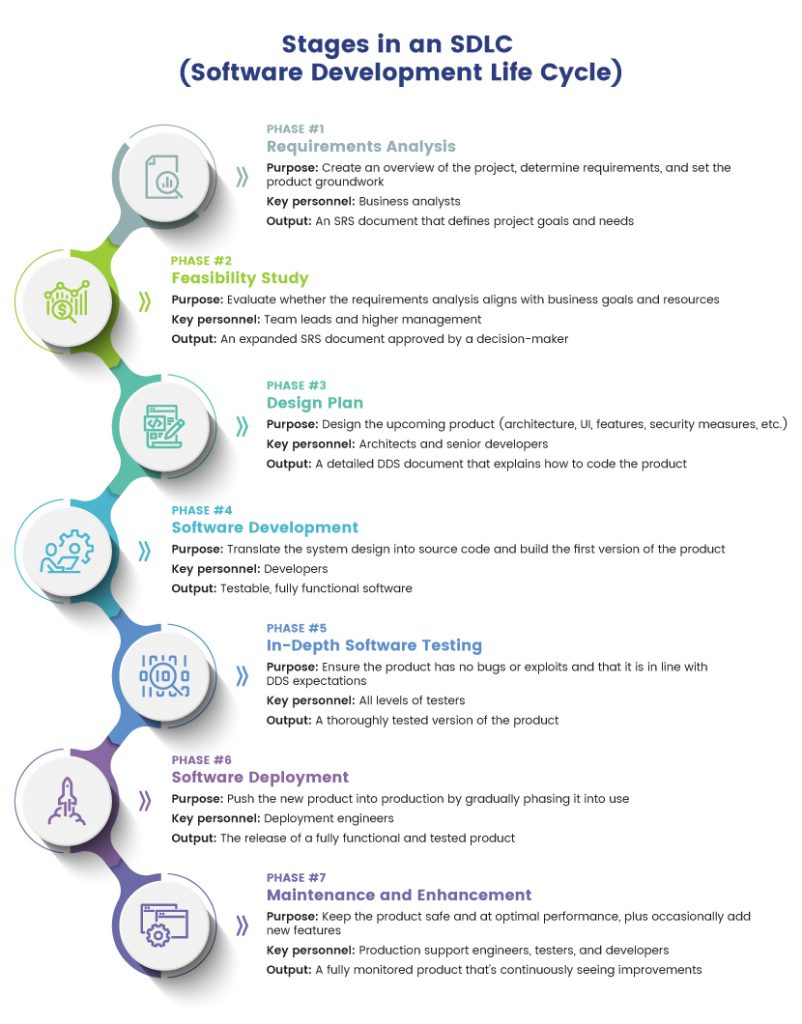 Stages in an SDLC
(Software Development Life Cycle)
PHASE #1
Requirements Analysis
Purpose: Create an overview of the project, determine requirements, and set the
product groundwork
Key personnel: Business analysts
Output: An SRS document that defines project goals and needs
PHASE #2
Feasibility Study
Purpose: Evaluate whether the requirements analysis aligns with business goals and resources
Key personnel: Team leads and higher management
Output: An expanded SRS document approved by a decision-maker
PHASE #3
Design Plan
Purpose: Design the upcoming product (architecture, UI, features, security measures, etc.)
Key personnel: Architects and senior developers
Output: A detailed DDS document that explains how to code the product
PHASE #4
Software Development
Purpose: Translate the system design into source code and build the first version of the product
Key personnel: Developers
Output: Testable, fully functional software
PHASE #5
In-Depth Software Testing
Purpose: Ensure the product has no bugs or exploits and that it is in line with
DDS expectations
Key personnel: All levels of testers
Output: A thoroughly tested version of the product
PHASE #6
Software Deployment
Purpose: Push the new product into production by gradually phasing it into use
Key personnel: Deployment engineers
Output: The release of a fully functional and tested product
PHASE #7
Maintenance and Enhancement
Purpose: Keep the product safe and at optimal performance, plus occasionally add
new features
Key personnel: Production support engineers, testers, and developers
Output: A fully monitored product that's continuously seeing improvements